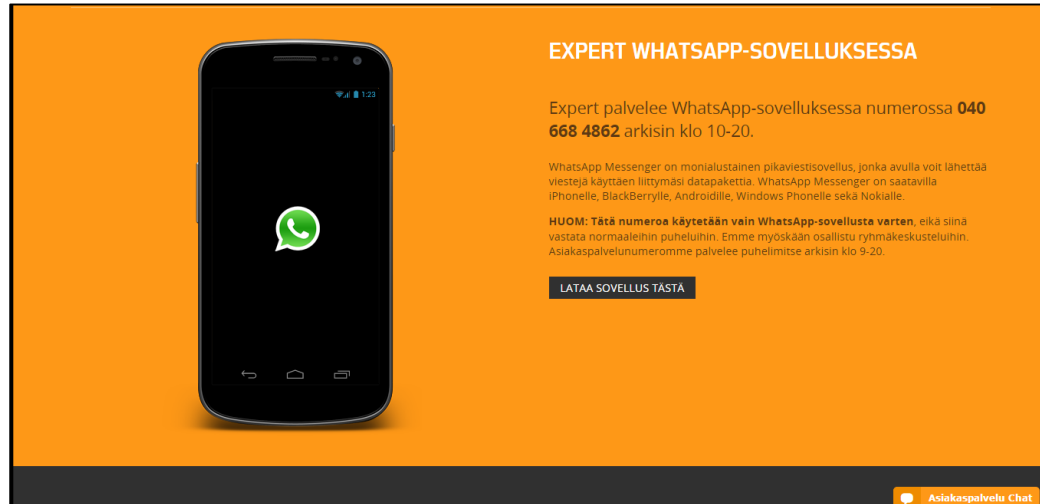 1:23
EXPERT WHATSAPP-SOVELLUKSESSA
Expert palvelee WhatsApp-sovelluksessa numerossa 040
668 4862 arkisin klo 10-20.
WhatsApp Messenger on monialustainen pikaviestisovellus, jonka avulla voit lähettää
viestejä käyttäen liittymäsi datapakettia. WhatsApp Messenger on saatavilla
iPhonelle, BlackBerrylle, Androidille, Windows Phonelle sekä Nokialle.
HUOM: Tätä numeroa käytetään vain WhatsApp-sovellusta varten, eikä siinä
vastata normaaleihin puheluihin. Emme myöskään osallistu ryhmäkeskusteluihin.
Asiakaspalvelunumeromme palvelee puhelimitse arkisin klo 9-20.
LATAA SOVELLUS TÄSTÄ
Asiakaspalvelu Chat